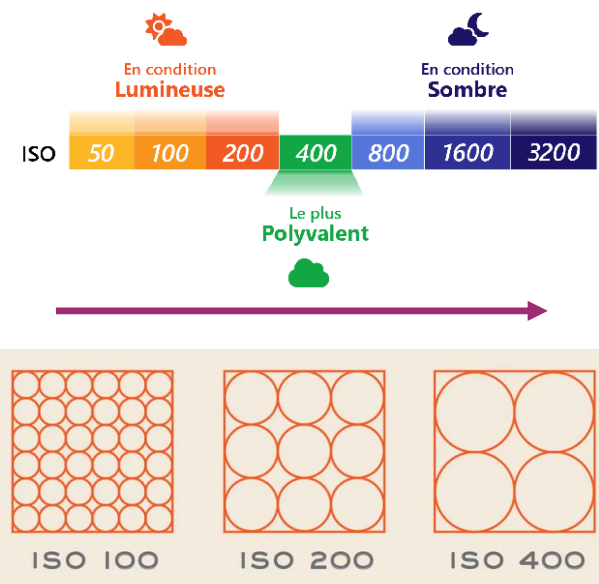 En condition
Lumineuse
En condition
Sombre
ISO 50 100 200 400 800 1600 3200
Le plus
Polyvalent
ISO 100 ISO 200 ISO 400